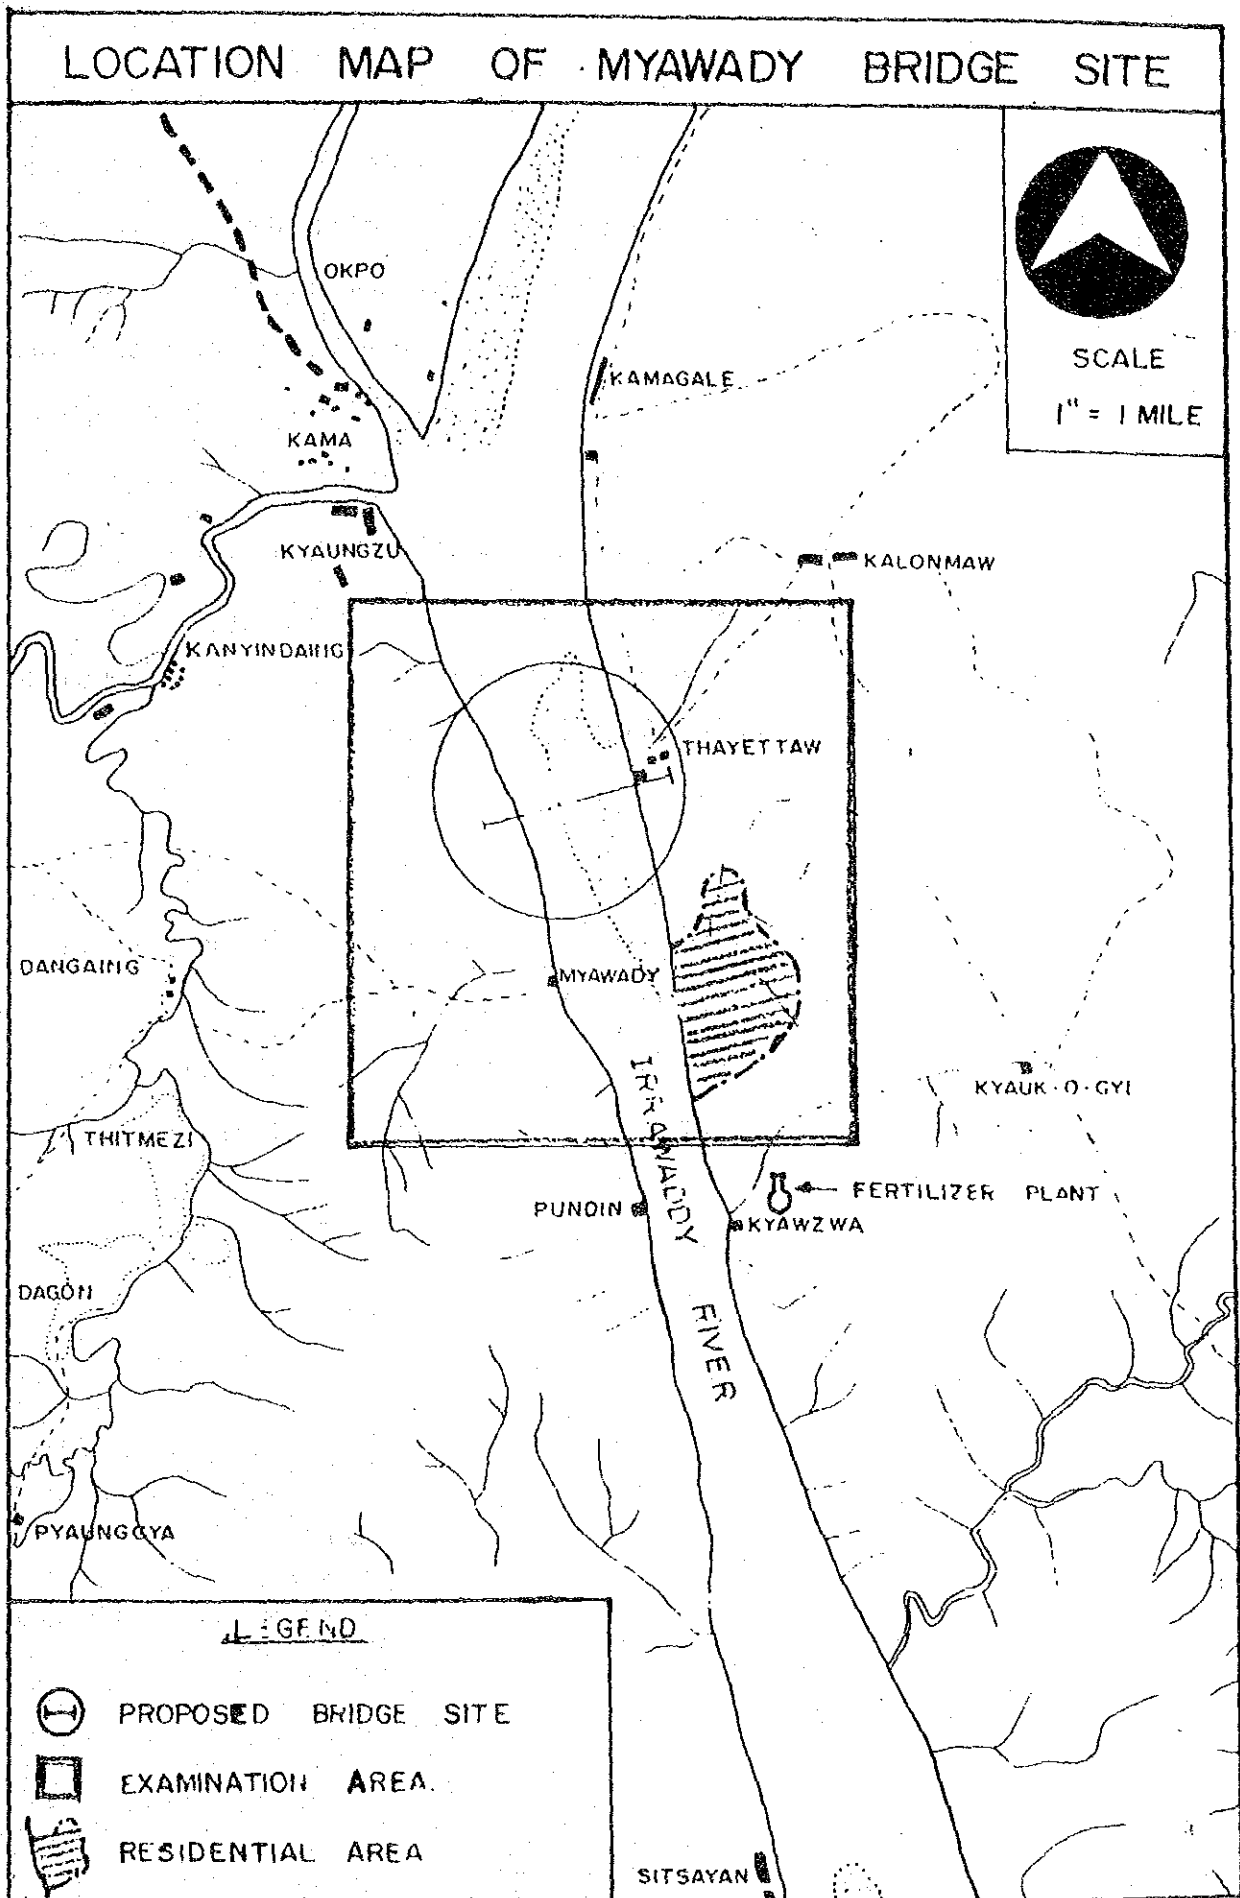 LOCATION MAP OF MYAWADY BRIDGE SITE
OKPO
SCALE
1" = 1 MILE
KAMAGALE
KAMA
KYAUNGZU
KALONMAW
KANYINDAING
THAYETTAW
DANGAING
MYAWADY
IRRAWADDY RIVER
KYAUK-O-GYI
THITMEZI
PUNDIN
FERTILIZER PLANT
KYAWZWA
DAGON
PYAUNGGYA
LEGEND
PROPOSED BRIDGE SITE
EXAMINATION AREA.
RESIDENTIAL AREA
SITSAYAN